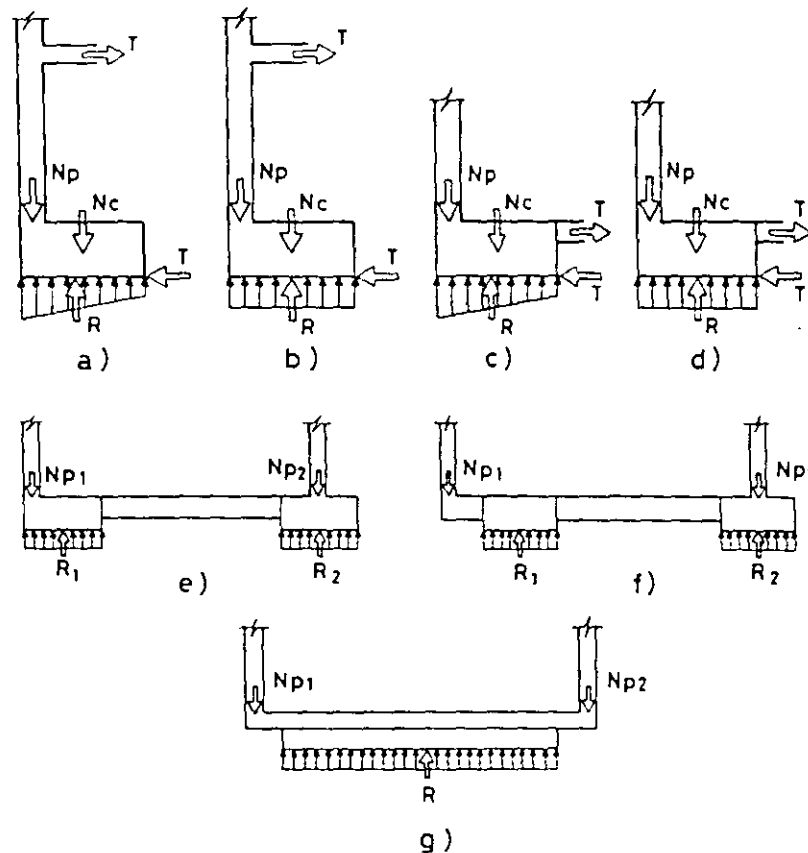 T T
Np Nc Np Nc Np Nc Np Nc
T T
T T T T
R R R R
a) b) c) d)
Np1 Np2 Np1 Np
R1 R2 R1 R2
e) f)
Np1 Np2
R
g)